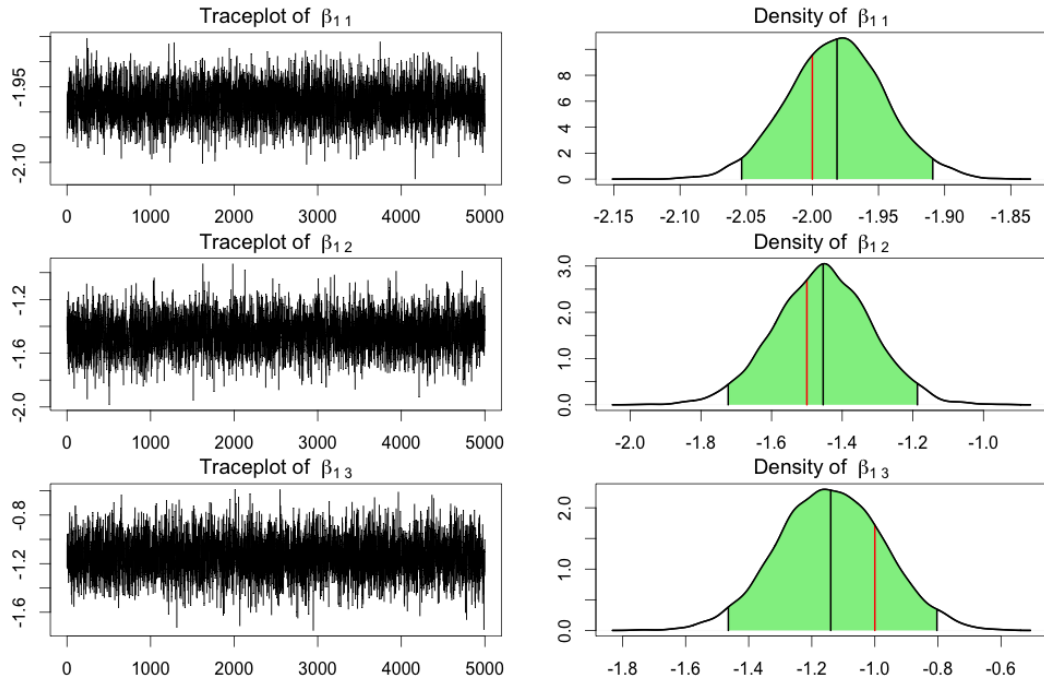 Traceplot of β1 1
-1.95
-2.10
0 1000 2000 3000 4000 5000
Density of β1 1
8
6
4
2
0
-2.15 -2.10 -2.05 -2.00 -1.95 -1.90 -1.85
Traceplot of β1 2
-1.2
-1.6
-2.0
0 1000 2000 3000 4000 5000
Density of β1 2
3.0
2.0
1.0
0.0
-2.0 -1.8 -1.6 -1.4 -1.2 -1.0
Traceplot of β1 3
-0.8
-1.2
-1.6
0 1000 2000 3000 4000 5000
Density of β1 3
2.0
1.0
0.0
-1.8 -1.6 -1.4 -1.2 -1.0 -0.8 -0.6